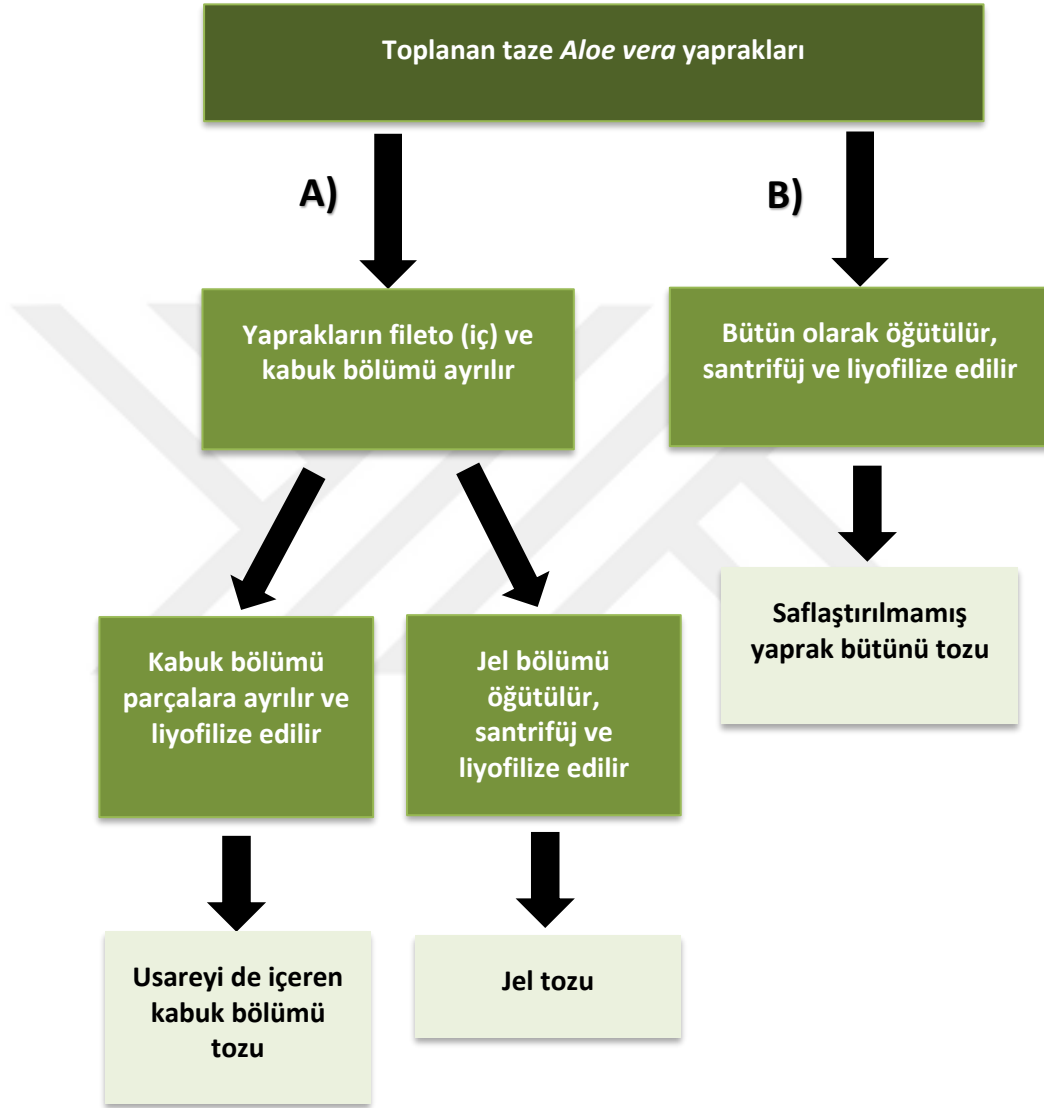 Toplanan taze Aloe vera yaprakları
A)
B)
Yaprakların fileto (iç) ve
kabuk bölümü ayrılır
Bütün olarak öğütülür,
santrifüj ve liyofilize edilir
Kabuk bölümü
parçalara ayrılır ve
liyofilize edilir
Jel bölümü
öğütülür,
santrifüj ve
liyofilize edilir
Saflaştırılmamış
yaprak bütünü tozu
Usareyi de içeren
kabuk bölümü
tozu
Jel tozu